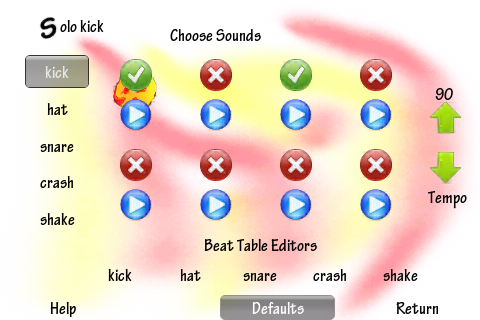 Solo kick
Choose Sounds
kick
hat
snare
crash
shake
90
Tempo
Beat Table Editors
kick hat snare crash shake
Help Defaults Return